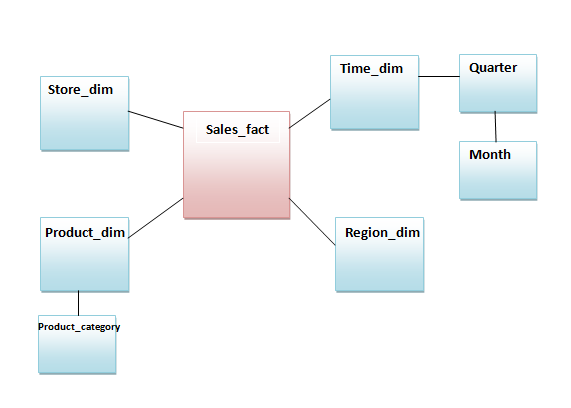 Store_dim
Sales_fact
Time_dim
Quarter
Month
Product_dim
Region_dim
Product_category